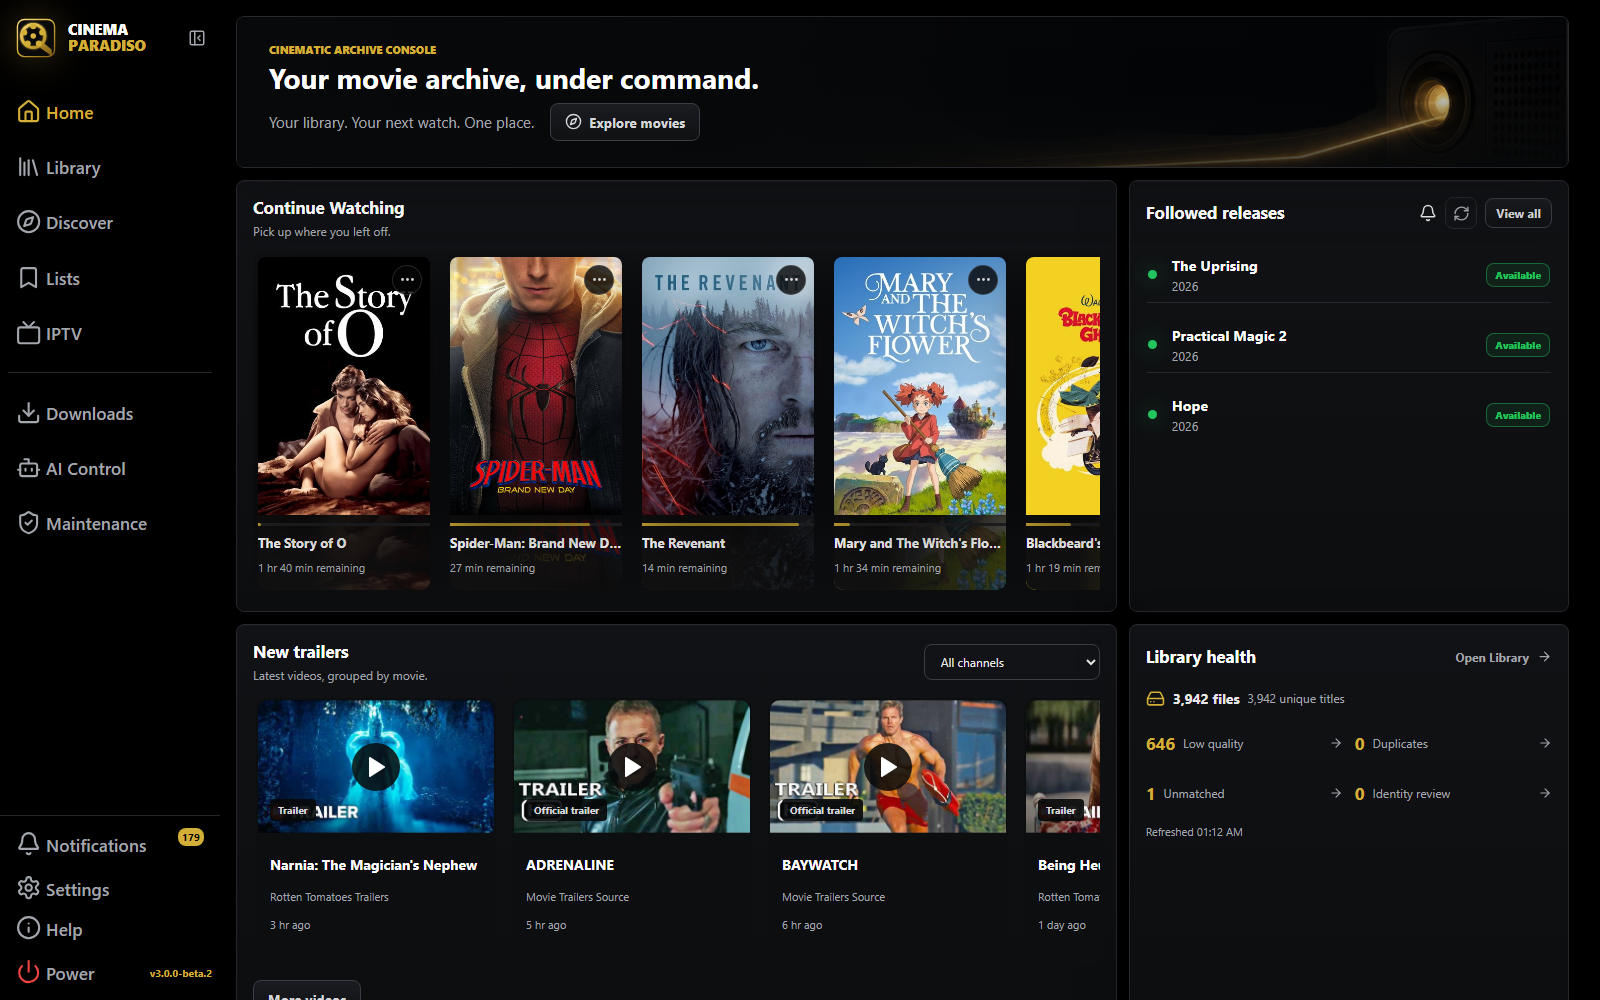 CINEMA
PARADISO
Home
Library
Discover
Lists
IPTV
Downloads
AI Control
Maintenance
Notifications
179
Settings
Help
Power
v3.0.0-beta.2
CINEMATIC ARCHIVE CONSOLE
Your movie archive, under command.
Your library. Your next watch. One place.
Explore movies
Continue Watching
Pick up where you left off.
The Story
of O
SPIDER-MAN
BRAND NEW DAY
THE REVENANT
MARY
AND THE
WITCH'S
FLOWER
The Story of O
1 hr 40 min remaining
Spider-Man: Brand New D...
27 min remaining
The Revenant
14 min remaining
Mary and The Witch's Flo...
1 hr 34 min remaining
Blackbeard's
1 hr 19 min rem
Followed releases
View all
The Uprising
2026
Available
Practical Magic 2
2026
Available
Hope
2026
Available
New trailers
Latest videos, grouped by movie.
All channels
Trailer
TRAILER
Official trailer
TRAILER
Official trailer
Trailer
Narnia: The Magician's Nephew
Rotten Tomatoes Trailers
3 hr ago
ADRENALINE
Movie Trailers Source
5 hr ago
BAYWATCH
Movie Trailers Source
6 hr ago
Being He
Rotten Toma
1 day ago
More videos
Library health
Open Library
3,942 files 3,942 unique titles
646 Low quality
0 Duplicates
1 Unmatched
0 Identity review
Refreshed 01:12 AM